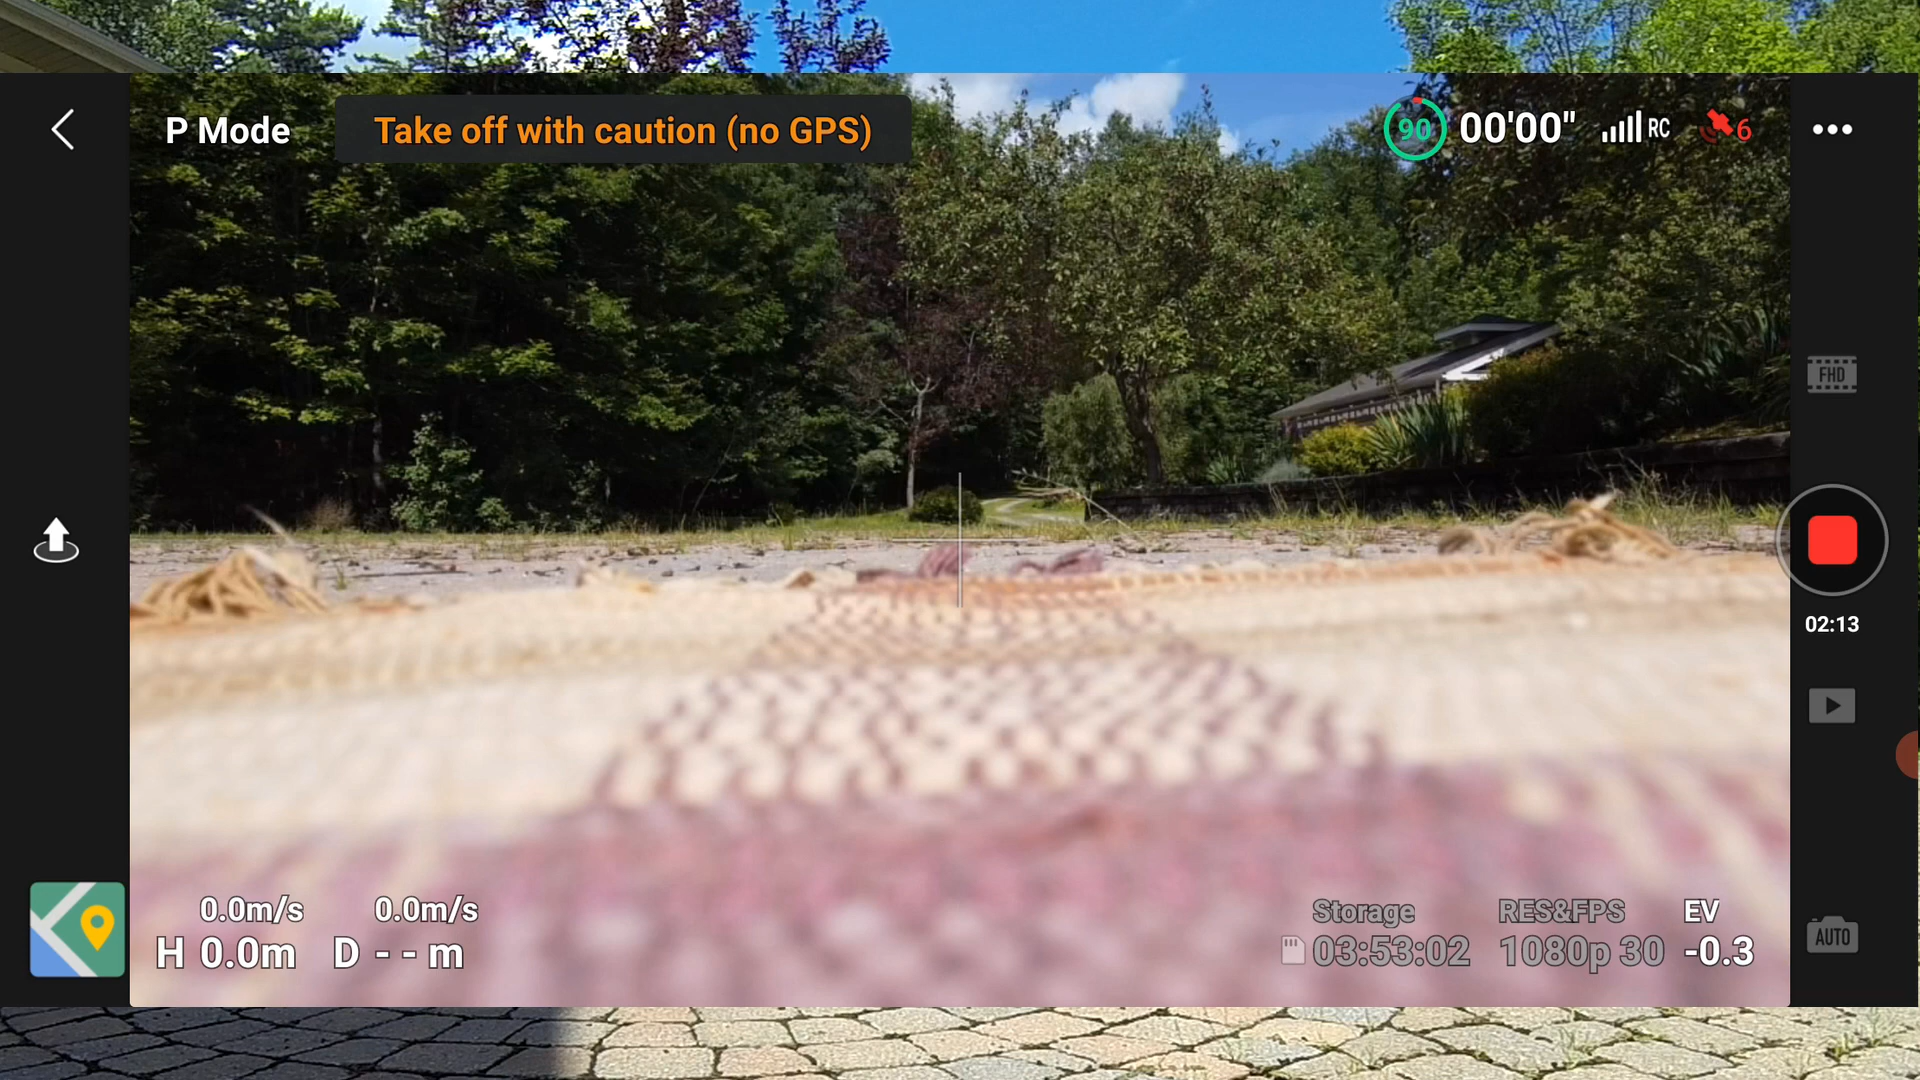 P Mode
Take off with caution (no GPS)
90
00'00"
RC
6
FHD
02:13
0.0m/s
0.0m/s
H 0.0m
D - - m
Storage
03:53:02
RES&FPS
1080p 30
EV
-0.3
AUTO